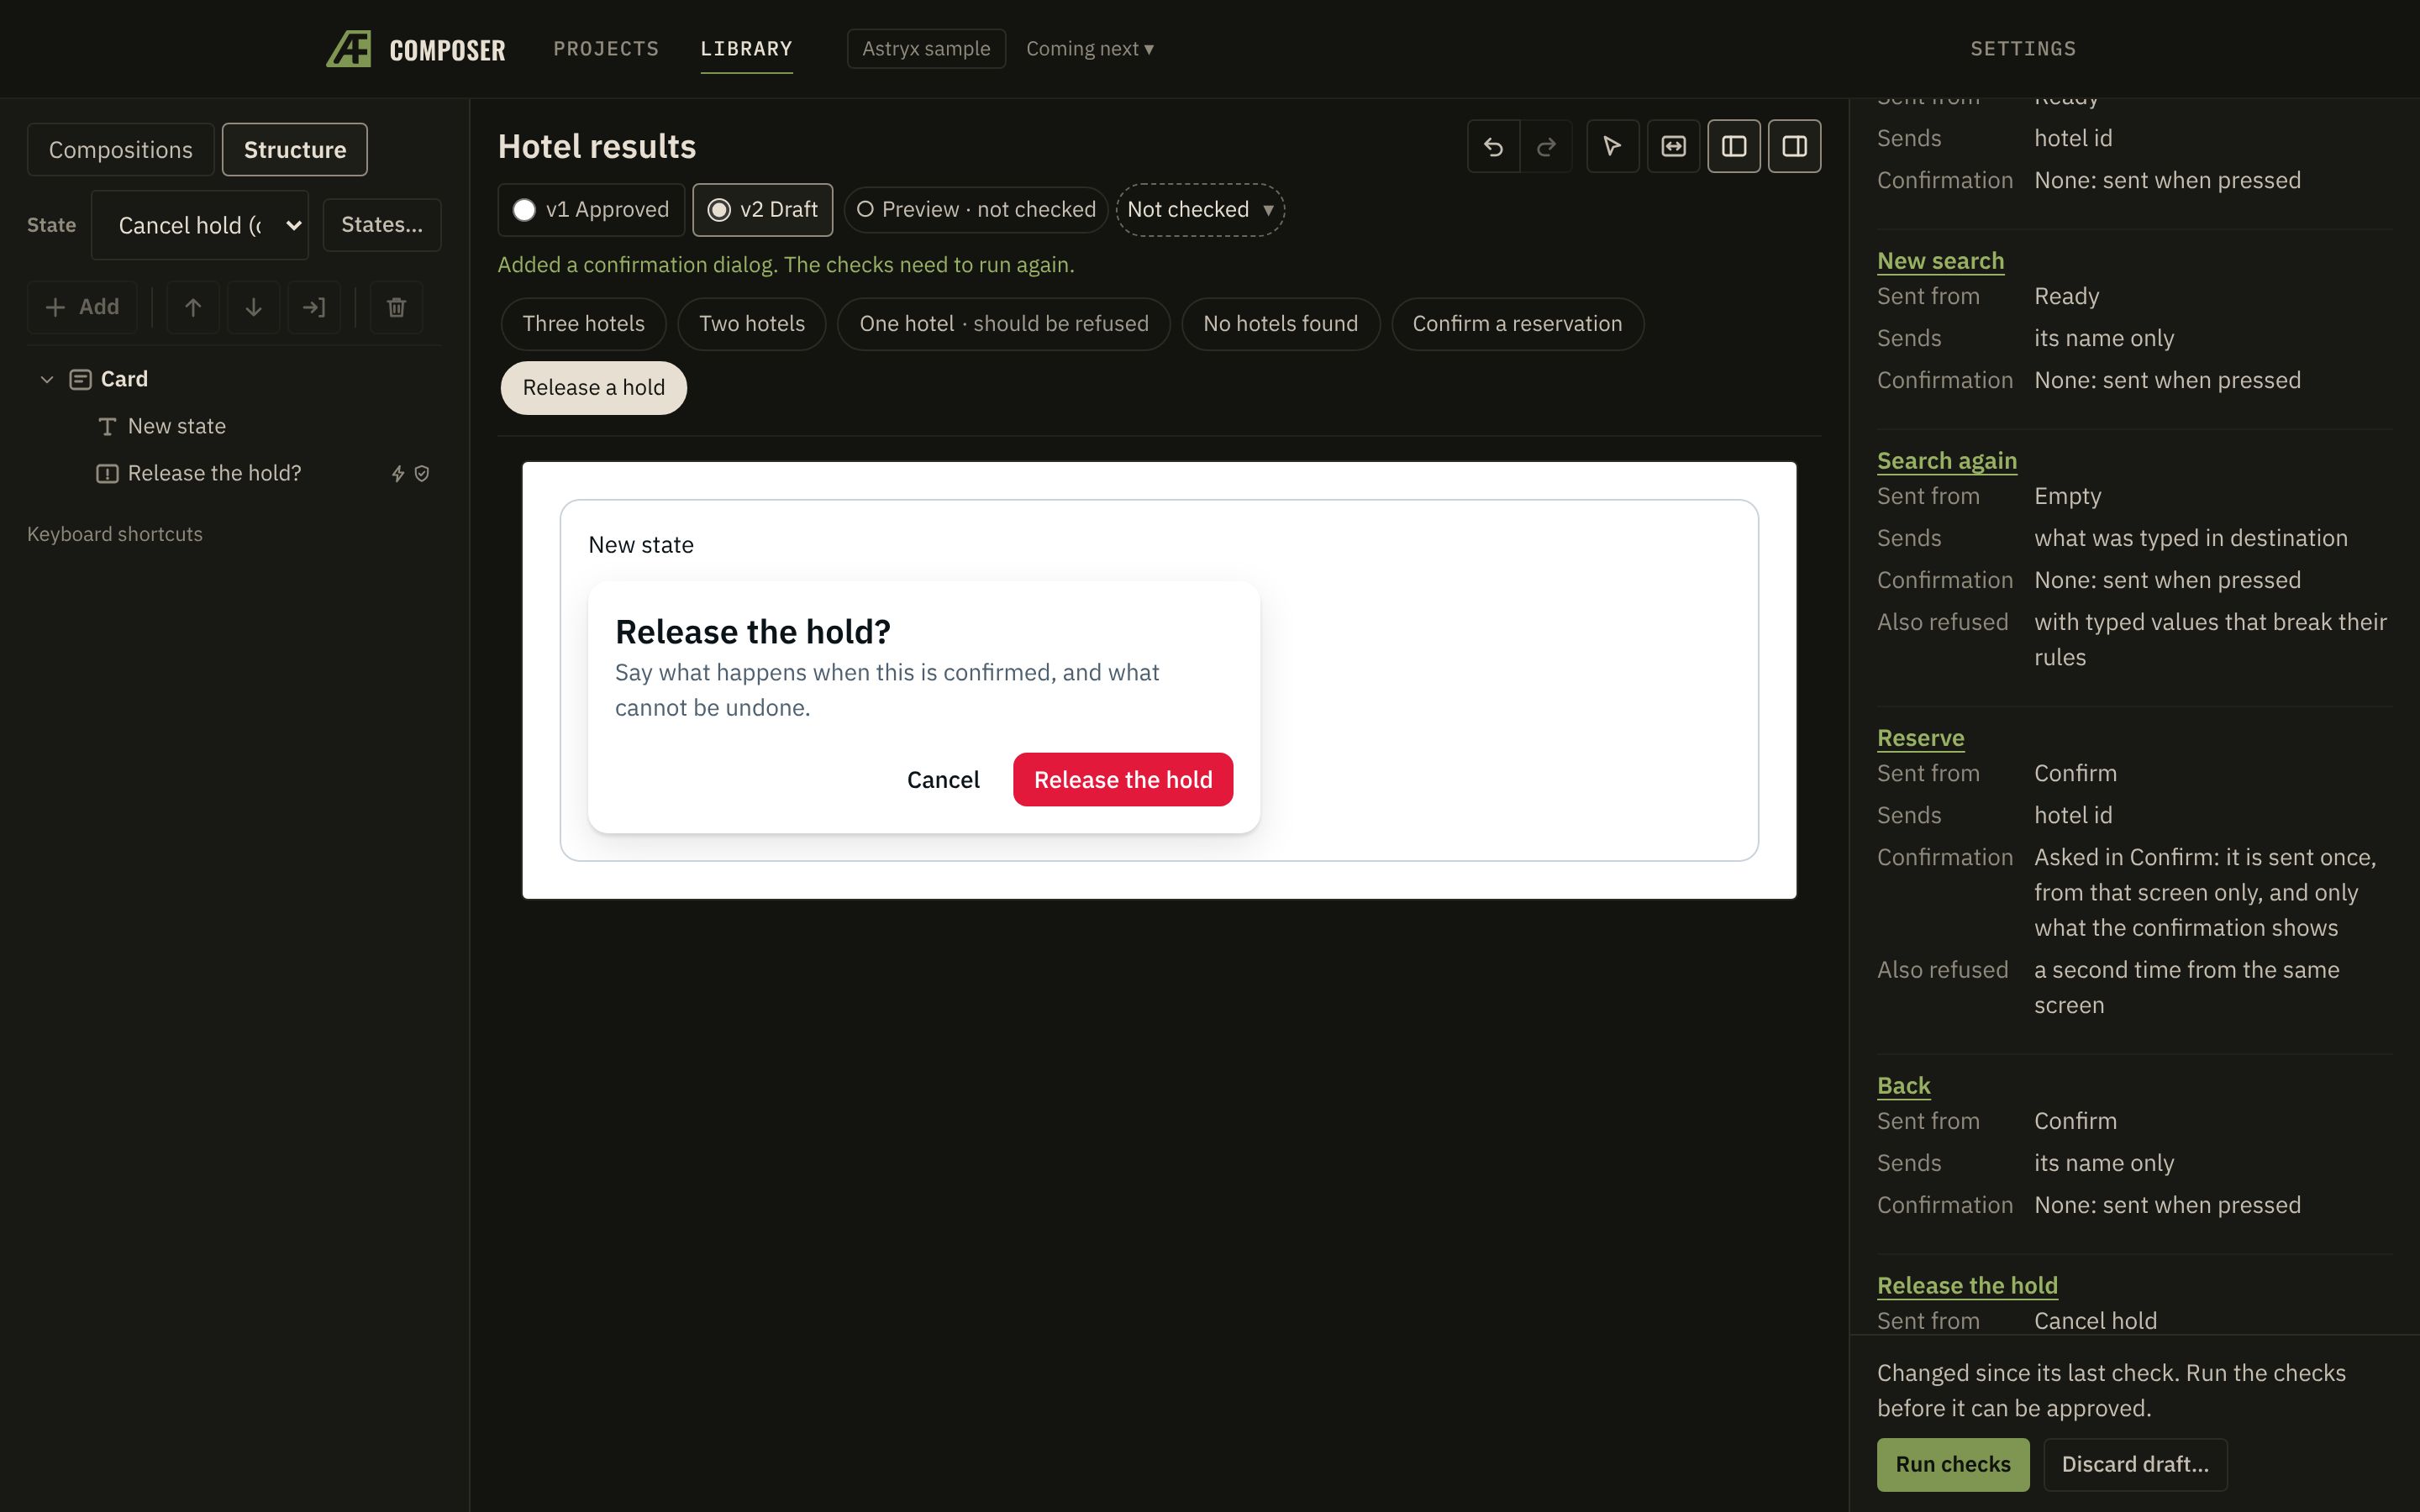 COMPOSER
PROJECTS
LIBRARY
Astryx sample
Coming next ▾
SETTINGS
Compositions
Structure
State
Cancel hold (c
States...
Add
Card
New state
Release the hold?
Keyboard shortcuts
Hotel results
v1 Approved
v2 Draft
Preview · not checked
Not checked ▾
Added a confirmation dialog. The checks need to run again.
Three hotels
Two hotels
One hotel · should be refused
No hotels found
Confirm a reservation
Release a hold
New state
Release the hold?
Say what happens when this is confirmed, and what
cannot be undone.
Cancel
Release the hold
Sent from Ready
Sends hotel id
Confirmation None: sent when pressed
New search
Sent from Ready
Sends its name only
Confirmation None: sent when pressed
Search again
Sent from Empty
Sends what was typed in destination
Confirmation None: sent when pressed
Also refused with typed values that break their
rules
Reserve
Sent from Confirm
Sends hotel id
Confirmation Asked in Confirm: it is sent once,
from that screen only, and only
what the confirmation shows
Also refused a second time from the same
screen
Back
Sent from Confirm
Sends its name only
Confirmation None: sent when pressed
Release the hold
Sent from Cancel hold
Changed since its last check. Run the checks
before it can be approved.
Run checks
Discard draft...